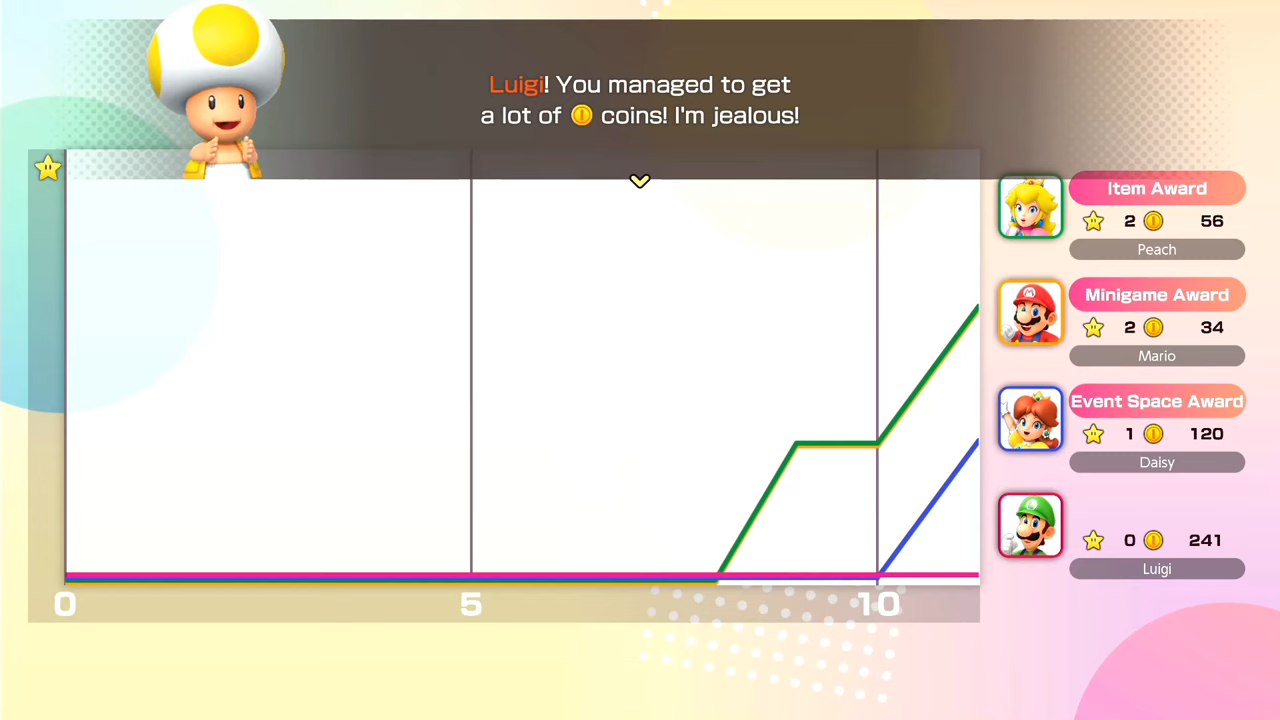 Luigi! You managed to get
a lot of coins! I'm jealous!
Item Award
2 56
Peach
Minigame Award
2 34
Mario
Event Space Award
1 120
Daisy
0 241
Luigi
0 5 10